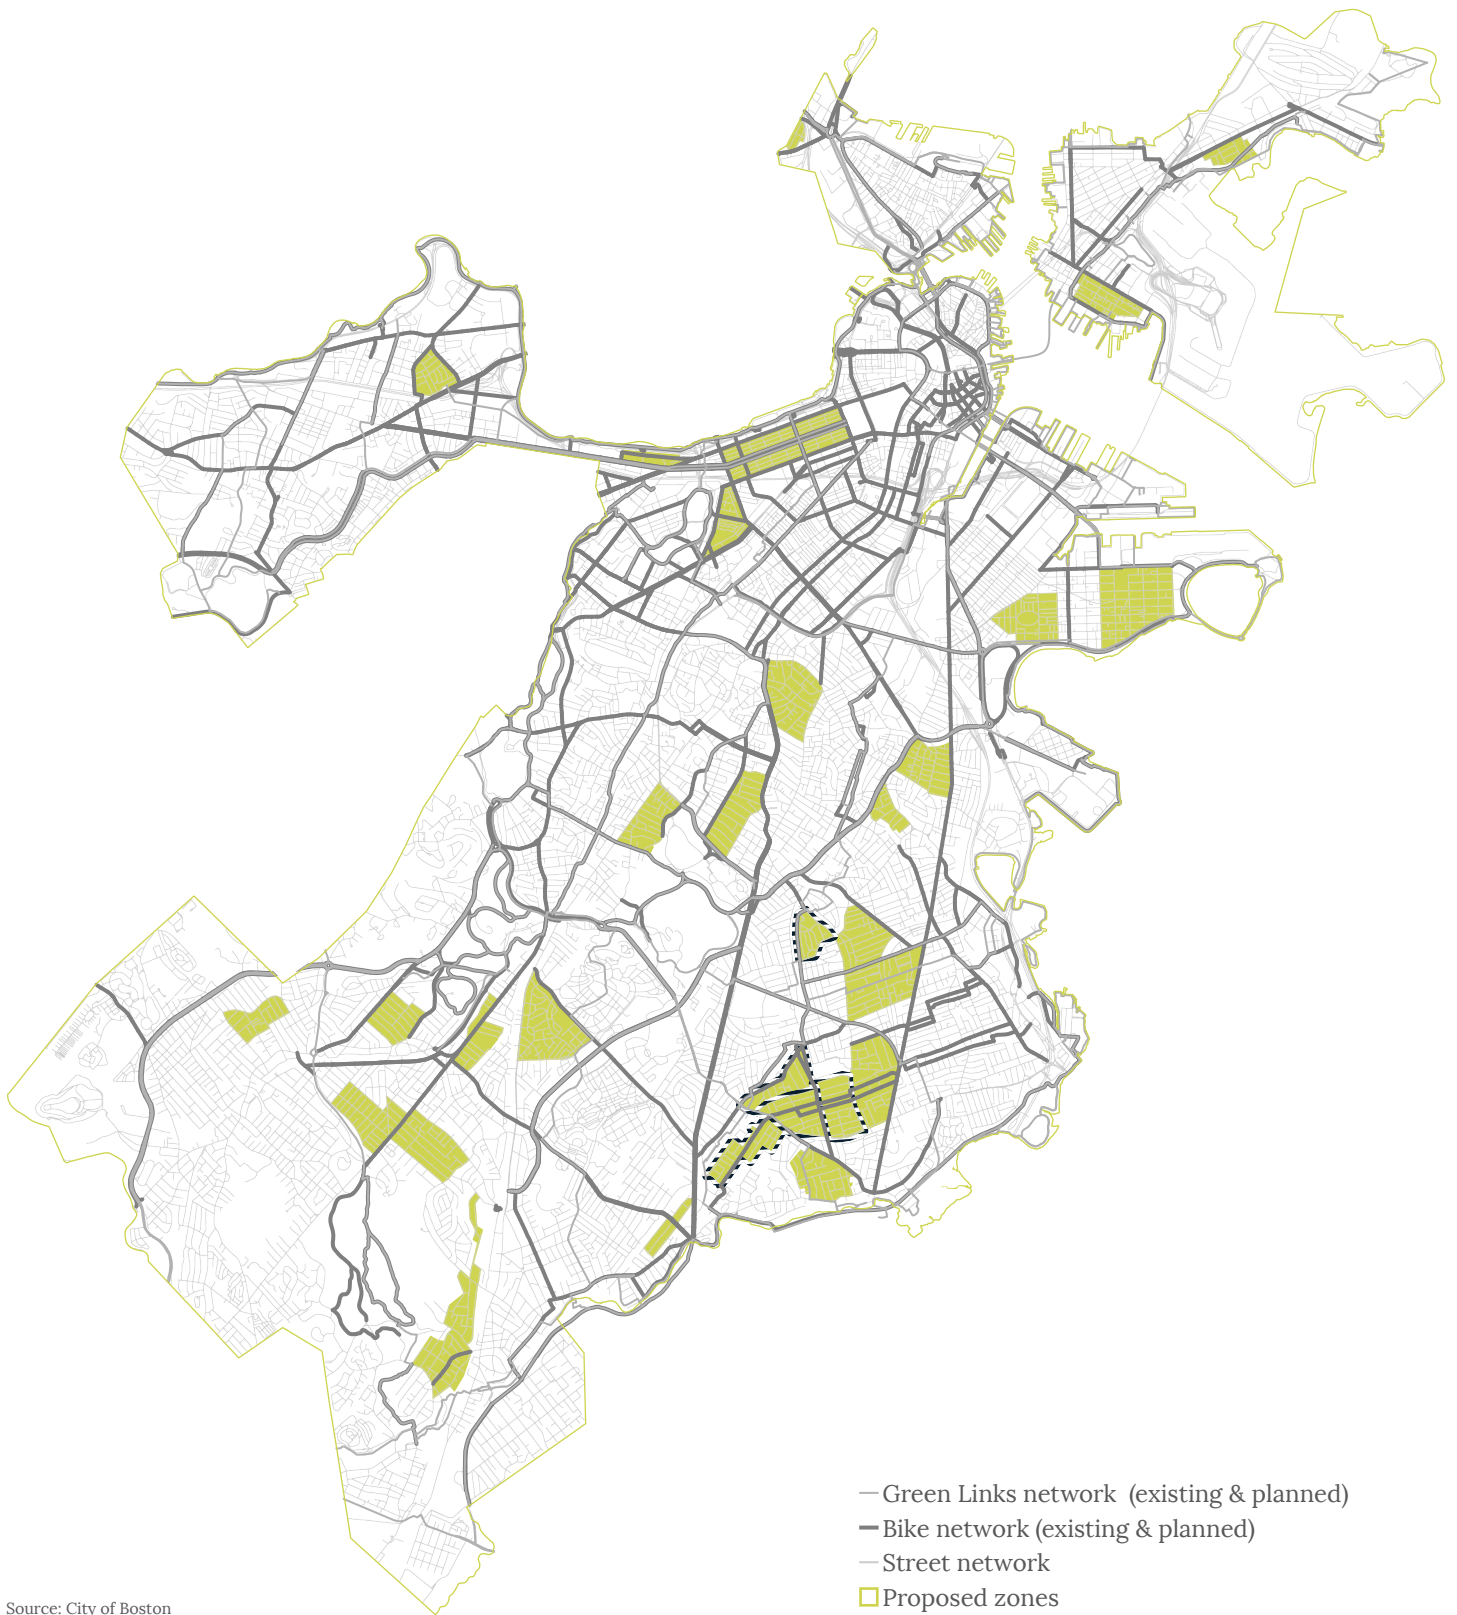 Green Links network (existing & planned)
Bike network (existing & planned)
Street network
Proposed zones
Source: City of Boston